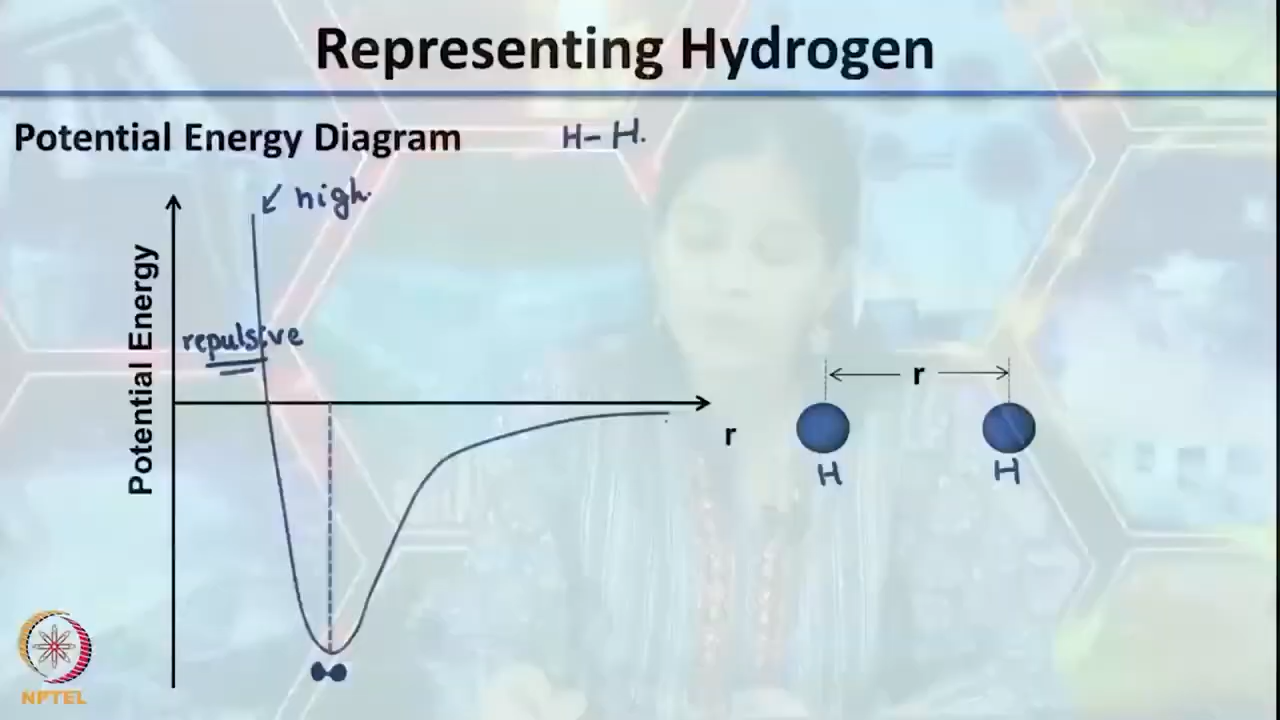 Representing Hydrogen
Potential Energy Diagram H-H.
high.
Potential Energy
repulsive
r
r
H H
NPTEL